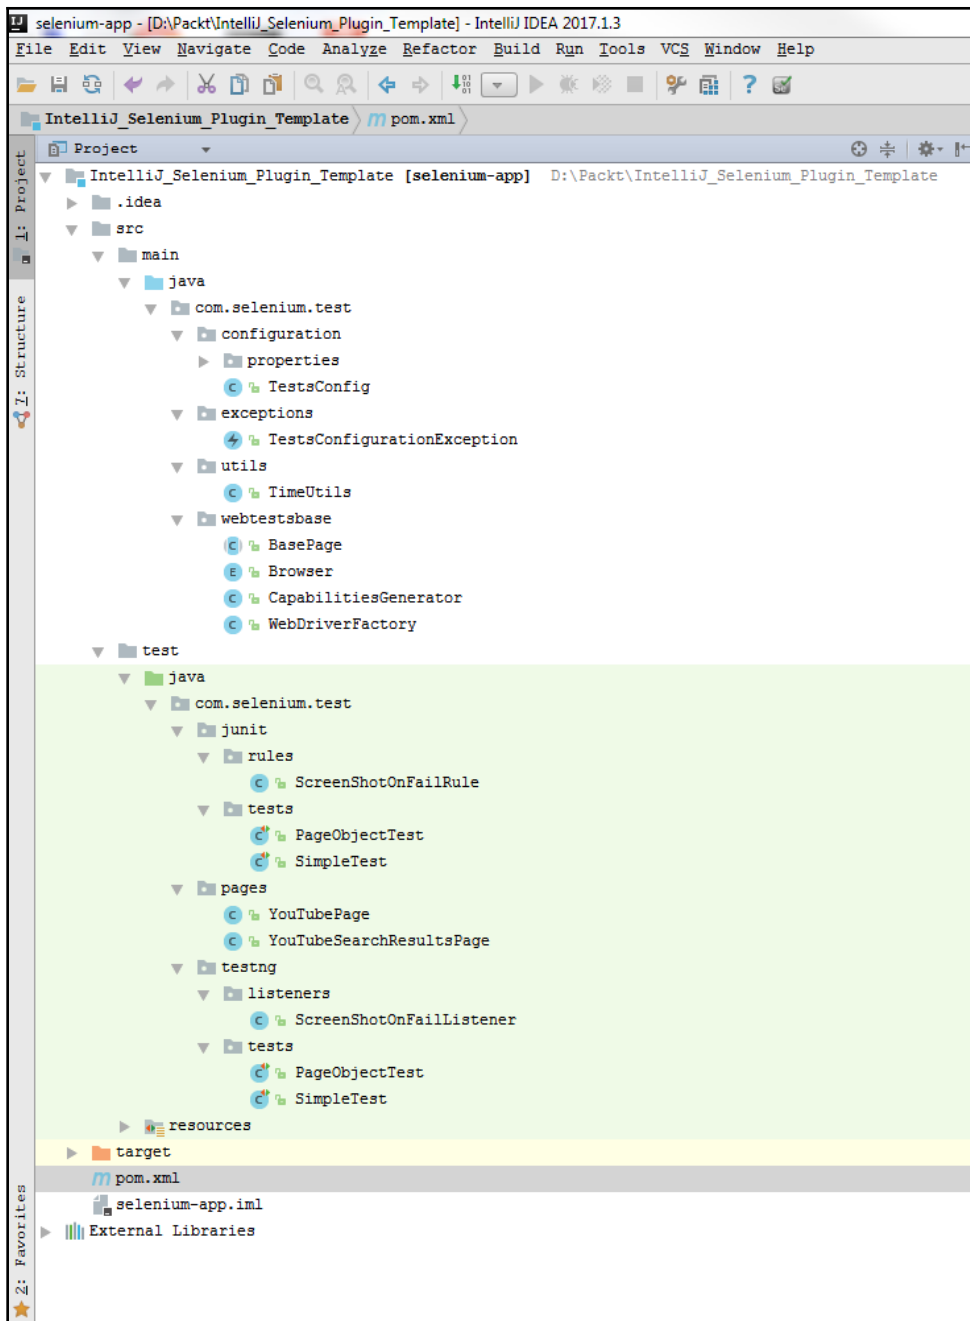 selenium-app - [D:\Packt\IntelliJ_Selenium_Plugin_Template] - IntelliJ IDEA 2017.1.3
File Edit View Navigate Code Analyze Refactor Build Run Tools VCS Window Help
IntelliJ_Selenium_Plugin_Template m pom.xml
Project
1: Project
7: Structure
2: Favorites
IntelliJ_Selenium_Plugin_Template [selenium-app] D:\Packt\IntelliJ_Selenium_Plugin_Template
.idea
src
main
java
com.selenium.test
configuration
properties
TestsConfig
exceptions
TestsConfigurationException
utils
TimeUtils
webtestsbase
BasePage
Browser
CapabilitiesGenerator
WebDriverFactory
test
java
com.selenium.test
junit
rules
ScreenShotOnFailRule
tests
PageObjectTest
SimpleTest
pages
YouTubePage
YouTubeSearchResultsPage
testng
listeners
ScreenShotOnFailListener
tests
PageObjectTest
SimpleTest
resources
target
m pom.xml
selenium-app.iml
External Libraries